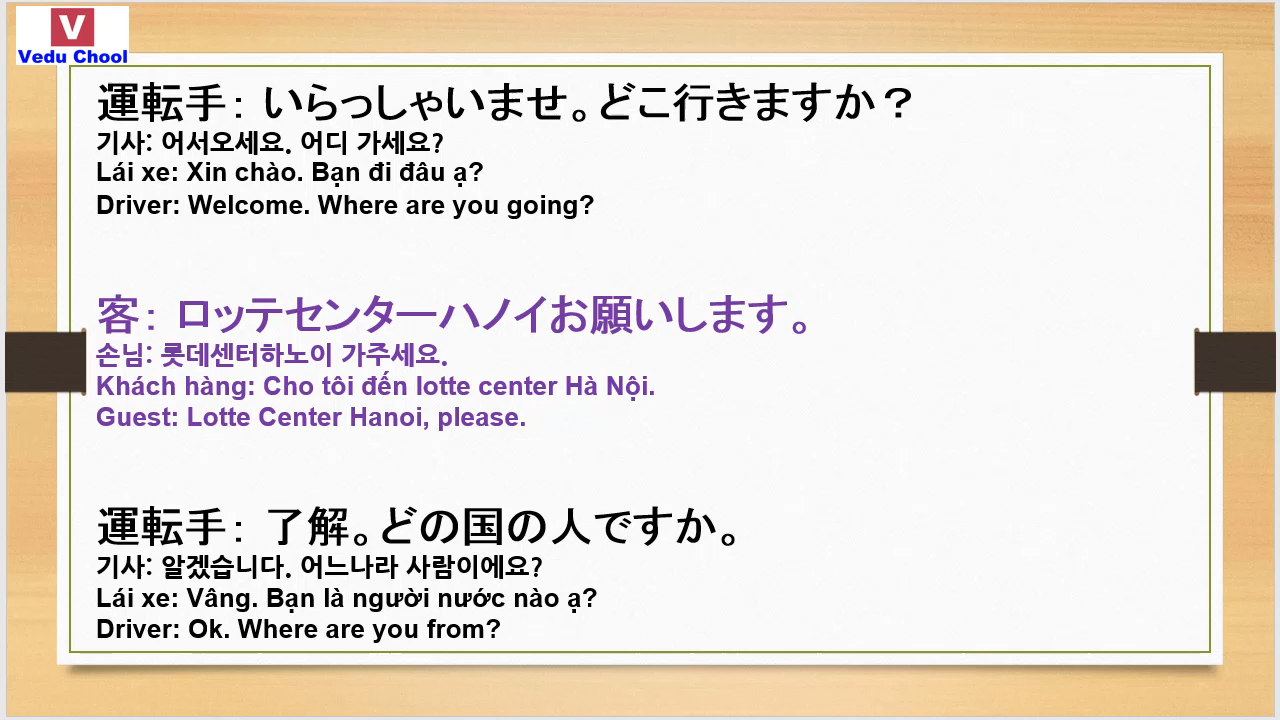 V
Vedu Chool
運転手： いらっしゃいませ。どこ行きますか？
기사: 어서오세요. 어디 가세요?
Lái xe: Xin chào. Bạn đi đâu ạ?
Driver: Welcome. Where are you going?
客： ロッテセンターハノイお願いします。
손님: 롯데센터하노이 가주세요.
Khách hàng: Cho tôi đến lotte center Hà Nội.
Guest: Lotte Center Hanoi, please.
運転手： 了解。どの国の人ですか。
기사: 알겠습니다. 어느나라 사람이에요?
Lái xe: Vâng. Bạn là người nước nào ạ?
Driver: Ok. Where are you from?